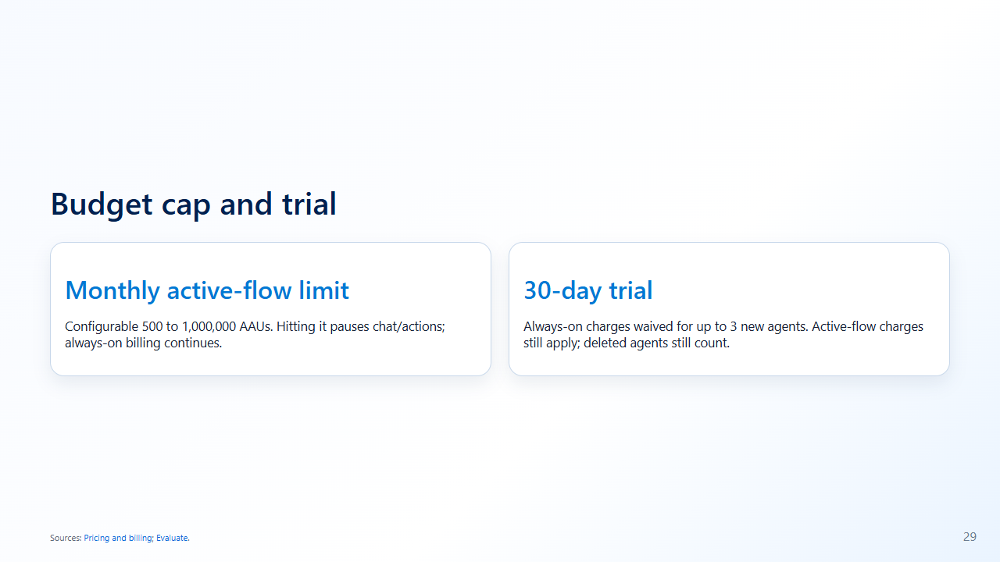 Budget cap and trial
Monthly active-flow limit
Configurable 500 to 1,000,000 AAUs. Hitting it pauses chat/actions;
always-on billing continues.
30-day trial
Always-on charges waived for up to 3 new agents. Active-flow charges
still apply; deleted agents still count.
Sources: Pricing and billing; Evaluate.
29